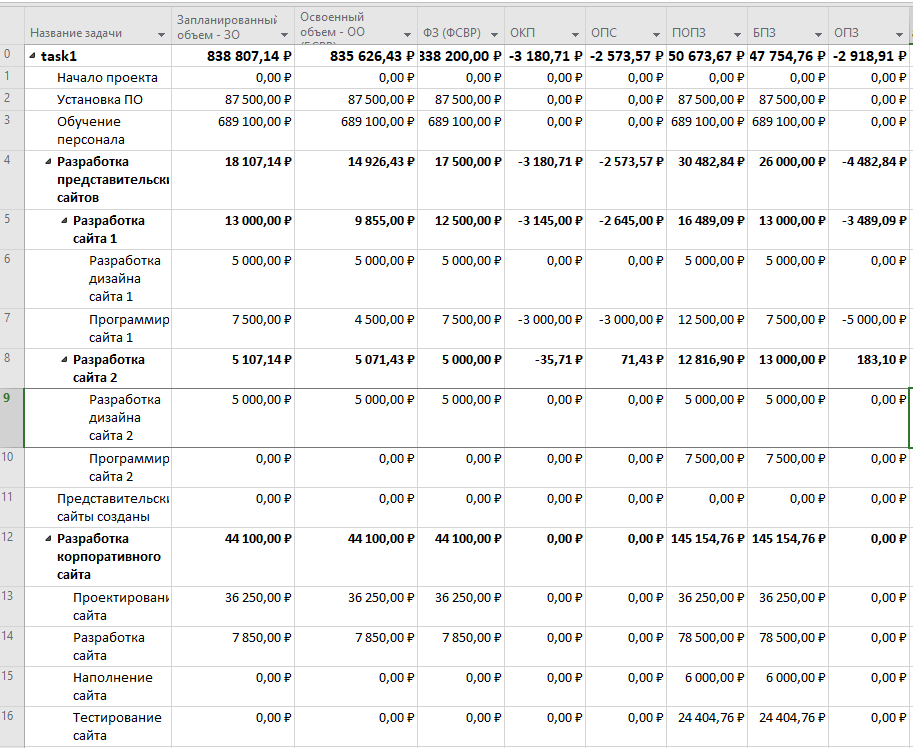 Освоенный
Запланированный
Название задачи объем - ЗО объем - ОО ФЗ (ФСВР) ОКП ОПС ПОПЗ БПЗ ОПЗ
0 task1 838 807,14 ₽ 835 626,43 ₽ 338 200,00 ₽ -3 180,71 ₽ -2 573,57 ₽ 50 673,67 ₽ 47 754,76 ₽ -2 918,91 ₽
1 Начало проекта 0,00 ₽ 0,00 ₽ 0,00 ₽ 0,00 ₽ 0,00 ₽ 0,00 ₽ 0,00 ₽ 0,00 ₽
2 Установка ПО 87 500,00 ₽ 87 500,00 ₽ 87 500,00 ₽ 0,00 ₽ 0,00 ₽ 87 500,00 ₽ 87 500,00 ₽ 0,00 ₽
3 Обучение 689 100,00 ₽ 689 100,00 ₽ 689 100,00 ₽ 0,00 ₽ 0,00 ₽ 689 100,00 ₽ 689 100,00 ₽ 0,00 ₽
персонала
4 Разработка 18 107,14 ₽ 14 926,43 ₽ 17 500,00 ₽ -3 180,71 ₽ -2 573,57 ₽ 30 482,84 ₽ 26 000,00 ₽ -4 482,84 ₽
представительски
сайтов
5 Разработка 13 000,00 ₽ 9 855,00 ₽ 12 500,00 ₽ -3 145,00 ₽ -2 645,00 ₽ 16 489,09 ₽ 13 000,00 ₽ -3 489,09 ₽
сайта 1
6 Разработка 5 000,00 ₽ 5 000,00 ₽ 5 000,00 ₽ 0,00 ₽ 0,00 ₽ 5 000,00 ₽ 5 000,00 ₽ 0,00 ₽
дизайна
сайта 1
7 Программир 7 500,00 ₽ 4 500,00 ₽ 7 500,00 ₽ -3 000,00 ₽ -3 000,00 ₽ 12 500,00 ₽ 7 500,00 ₽ -5 000,00 ₽
сайта 1
8 Разработка 5 107,14 ₽ 5 071,43 ₽ 5 000,00 ₽ -35,71 ₽ 71,43 ₽ 12 816,90 ₽ 13 000,00 ₽ 183,10 ₽
сайта 2
9 Разработка 5 000,00 ₽ 5 000,00 ₽ 5 000,00 ₽ 0,00 ₽ 0,00 ₽ 5 000,00 ₽ 5 000,00 ₽ 0,00 ₽
дизайна
сайта 2
10 Программир 0,00 ₽ 0,00 ₽ 0,00 ₽ 0,00 ₽ 0,00 ₽ 7 500,00 ₽ 7 500,00 ₽ 0,00 ₽
сайта 2
11 Представительски 0,00 ₽ 0,00 ₽ 0,00 ₽ 0,00 ₽ 0,00 ₽ 0,00 ₽ 0,00 ₽ 0,00 ₽
сайты созданы
12 Разработка 44 100,00 ₽ 44 100,00 ₽ 44 100,00 ₽ 0,00 ₽ 0,00 ₽ 145 154,76 ₽ 145 154,76 ₽ 0,00 ₽
корпоративного
сайта
13 Проектировани 36 250,00 ₽ 36 250,00 ₽ 36 250,00 ₽ 0,00 ₽ 0,00 ₽ 36 250,00 ₽ 36 250,00 ₽ 0,00 ₽
сайта
14 Разработка 7 850,00 ₽ 7 850,00 ₽ 7 850,00 ₽ 0,00 ₽ 0,00 ₽ 78 500,00 ₽ 78 500,00 ₽ 0,00 ₽
сайта
15 Наполнение 0,00 ₽ 0,00 ₽ 0,00 ₽ 0,00 ₽ 0,00 ₽ 6 000,00 ₽ 6 000,00 ₽ 0,00 ₽
сайта
16 Тестирование 0,00 ₽ 0,00 ₽ 0,00 ₽ 0,00 ₽ 0,00 ₽ 24 404,76 ₽ 24 404,76 ₽ 0,00 ₽
сайта